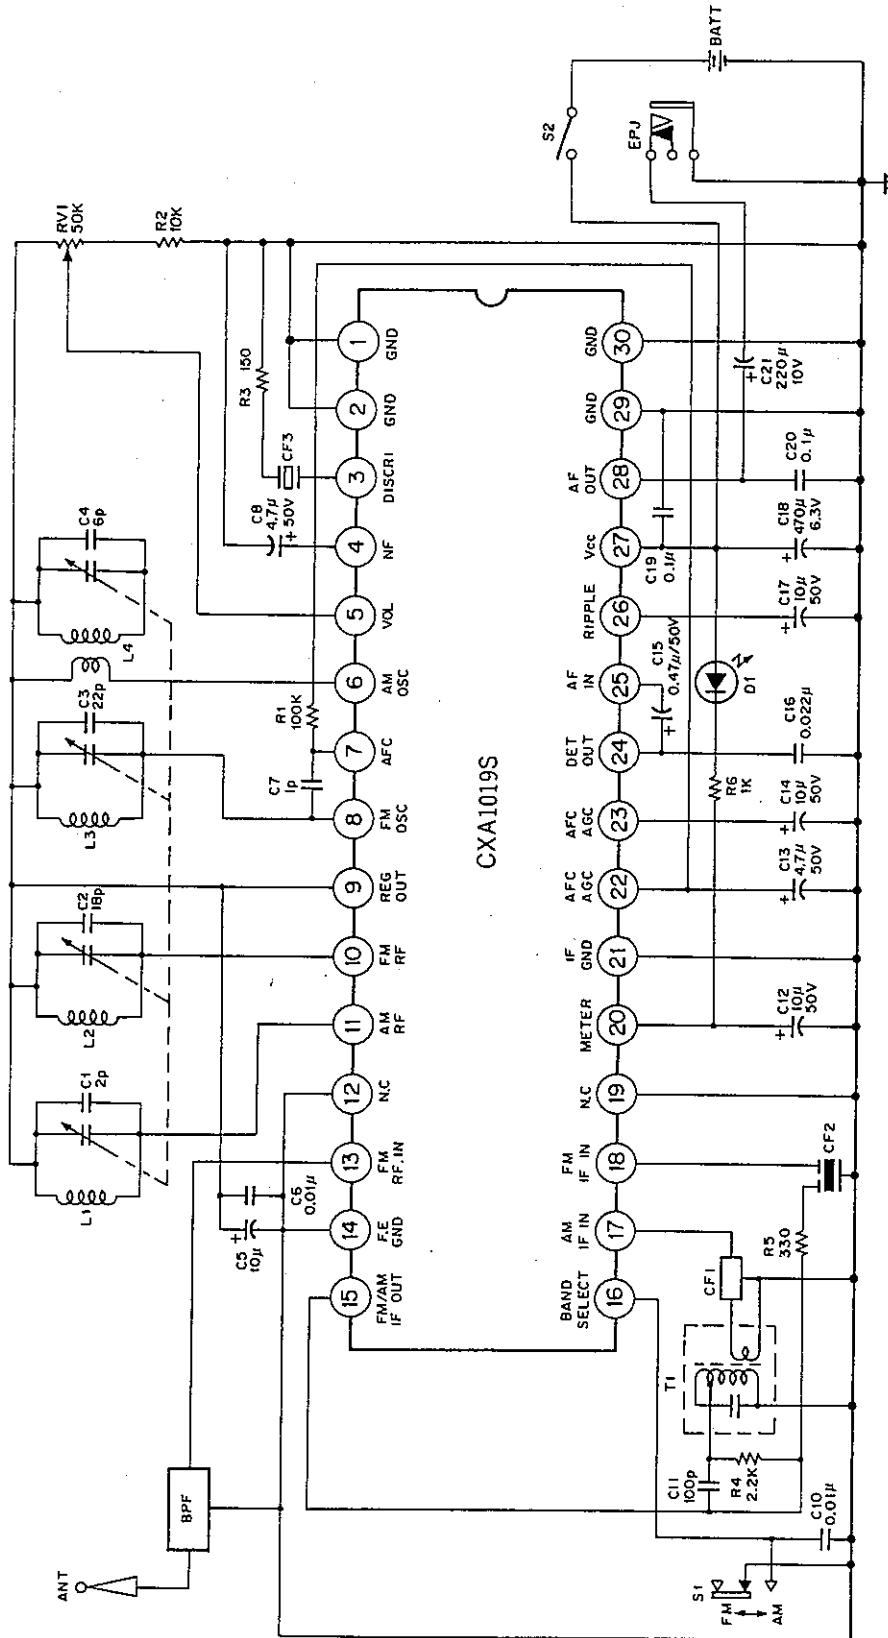 ANT
BPF
L1
C1
2p
L2
C2
18p
L3
C3
22p
L4
C4
6p
RV1
50K
R2
10K
C5
10μ
+
C6
0.01μ
C7
1p
R1
100K
C8
4.7μ
+ 50V
CF3
R3 150
15
FM/AM
IF OUT
14
F.E
GND
13
FM
RF.IN
12
N.C
11
AM
RF
10
FM
RF
9
REG
OUT
8
FM
OSC
7
AFC
6
AM
OSC
5
VOL
4
NF
3
DISCRI
2
GND
1
GND
CXA1019S
BAND
SELECT
16
AM
IF IN
17
FM
IF IN
18
N.C
19
METER
20
IF
GND
21
AFC
AGC
22
AFC
AGC
23
DET
OUT
24
AF
IN
25
RIPPLE
26
Vcc
27
AF
OUT
28
GND
29
GND
30
S1
FM
AM
C10
0.01μ
C11
100p
R4
2.2K
T1
CF1
R5
330
CF2
+
C12
10μ
50V
+
C13
4.7μ
50V
+
C14
10μ
50V
R6
1K
D1
C16
0.022μ
+
C15
0.47μ/50V
+
C17
10μ
50V
C19
0.1μ
+
C18
470μ
6.3V
C20
0.1μ
+
C21
220μ
10V
S2
EPJ
BATT